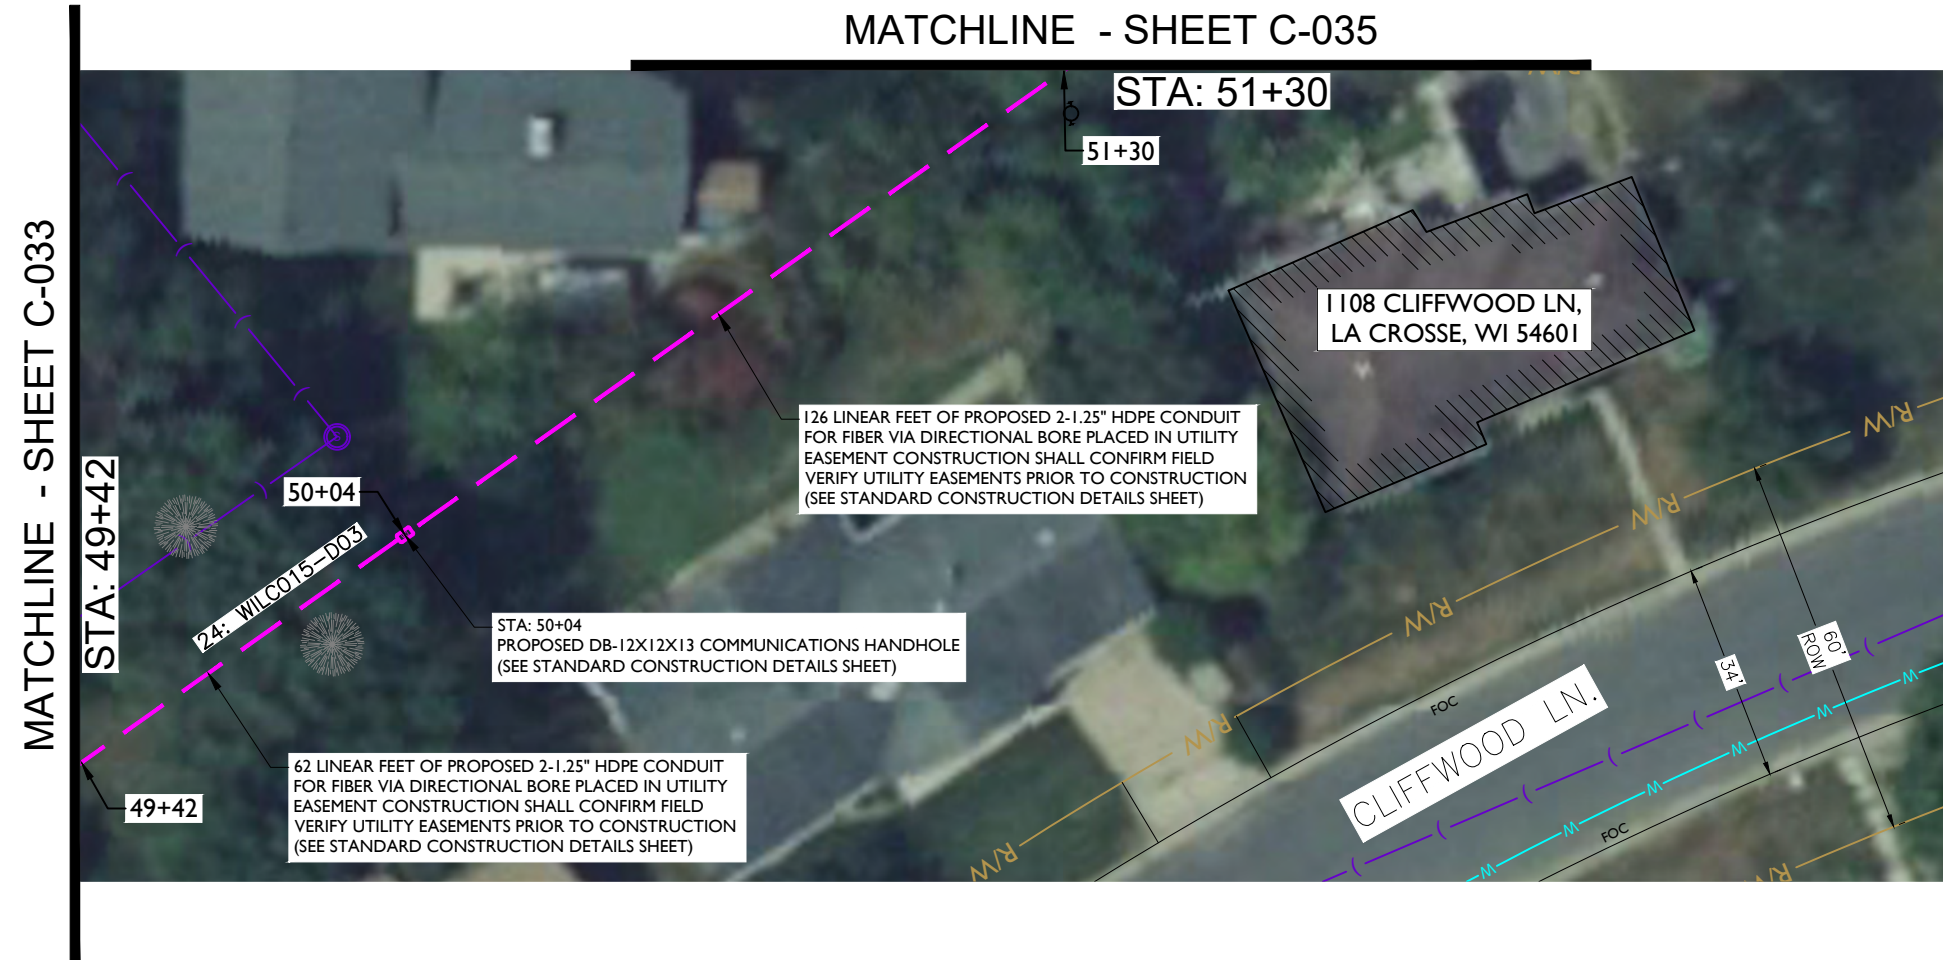 MATCHLINE - SHEET C-035
STA: 51+30
51+30
MATCHLINE - SHEET C-033
STA: 49+42
1108 CLIFFWOOD LN,
LA CROSSE, WI 54601
126 LINEAR FEET OF PROPOSED 2-1.25" HDPE CONDUIT
FOR FIBER VIA DIRECTIONAL BORE PLACED IN UTILITY
EASEMENT CONSTRUCTION SHALL CONFIRM FIELD
VERIFY UTILITY EASEMENTS PRIOR TO CONSTRUCTION
(SEE STANDARD CONSTRUCTION DETAILS SHEET)
50+04
24: WILC015-D03
STA: 50+04
PROPOSED DB-12X12X13 COMMUNICATIONS HANDHOLE
(SEE STANDARD CONSTRUCTION DETAILS SHEET)
62 LINEAR FEET OF PROPOSED 2-1.25" HDPE CONDUIT
FOR FIBER VIA DIRECTIONAL BORE PLACED IN UTILITY
EASEMENT CONSTRUCTION SHALL CONFIRM FIELD
VERIFY UTILITY EASEMENTS PRIOR TO CONSTRUCTION
(SEE STANDARD CONSTRUCTION DETAILS SHEET)
49+42
R/W
R/W
R/W
R/W
R/W
R/W
R/W
60'
ROW
34'
FOC
FOC
CLIFFWOOD LN.
W
W
W
W
W
W